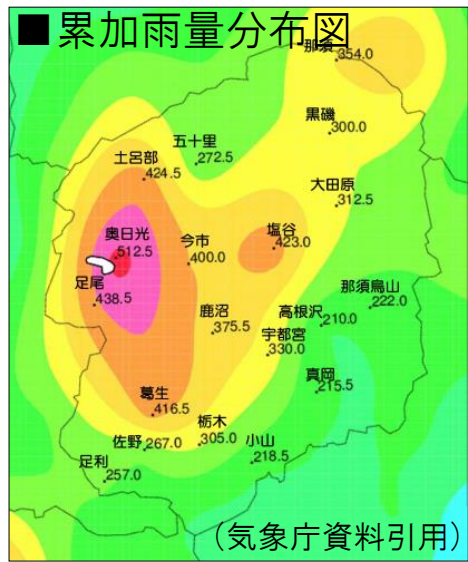 ■累加雨量分布図
那須
354.0
黒磯
300.0
五十里
272.5
土呂部
424.5
大田原
312.5
奥日光
512.5
今市
400.0
塩谷
423.0
足尾
438.5
那須烏山
222.0
鹿沼
375.5
高根沢
210.0
宇都宮
330.0
真岡
215.5
葛生
416.5
栃木
305.0
佐野
267.0
小山
218.5
足利
257.0
（気象庁資料引用）